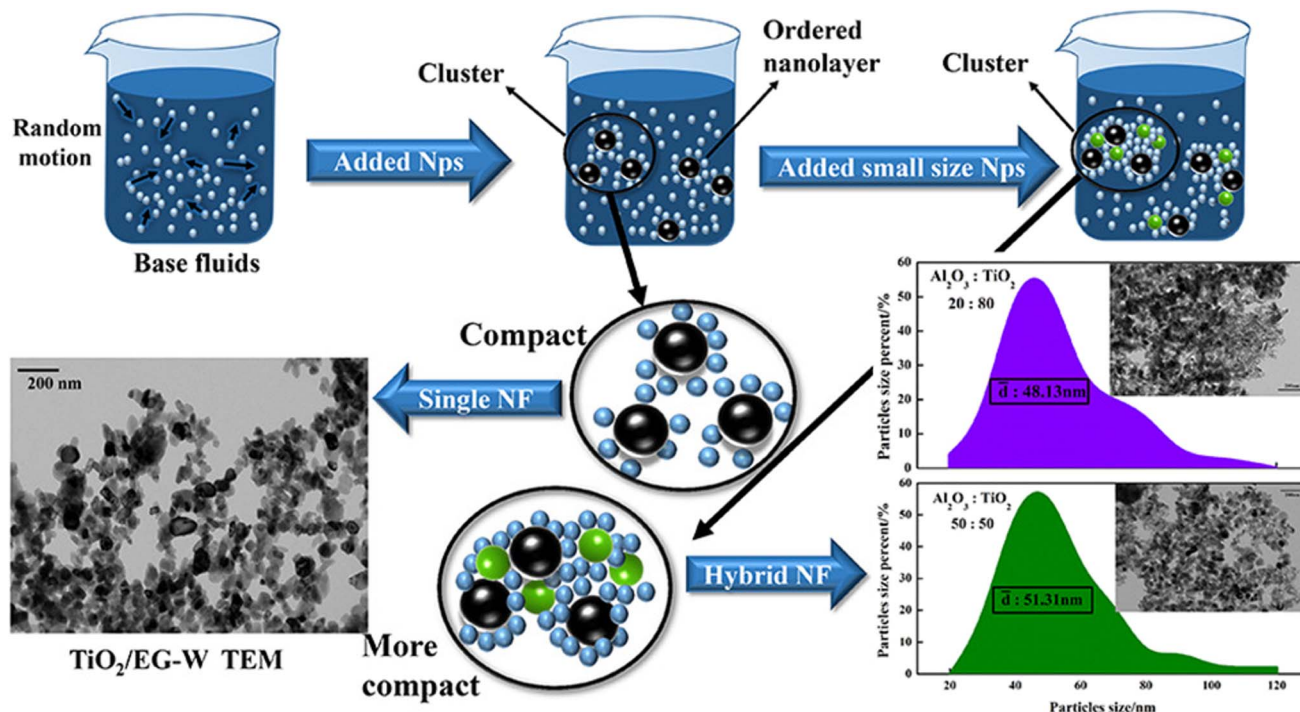 Random
motion
Base fluids
Added Nps
Cluster
Ordered
nanolayer
Added small size Nps
Cluster
Compact
Single NF
200 nm
TiO₂/EG-W TEM
More
compact
Hybrid NF
Particles size percent/%
60
50
40
30
20
10
0
Al₂O₃ : TiO₂
20 : 80
d̄ : 48.13nm
Particles size percent/%
60
50
40
30
20
10
0
Al₂O₃ : TiO₂
50 : 50
d̄ : 51.31nm
20 40 60 80 100 120
Particles size/nm